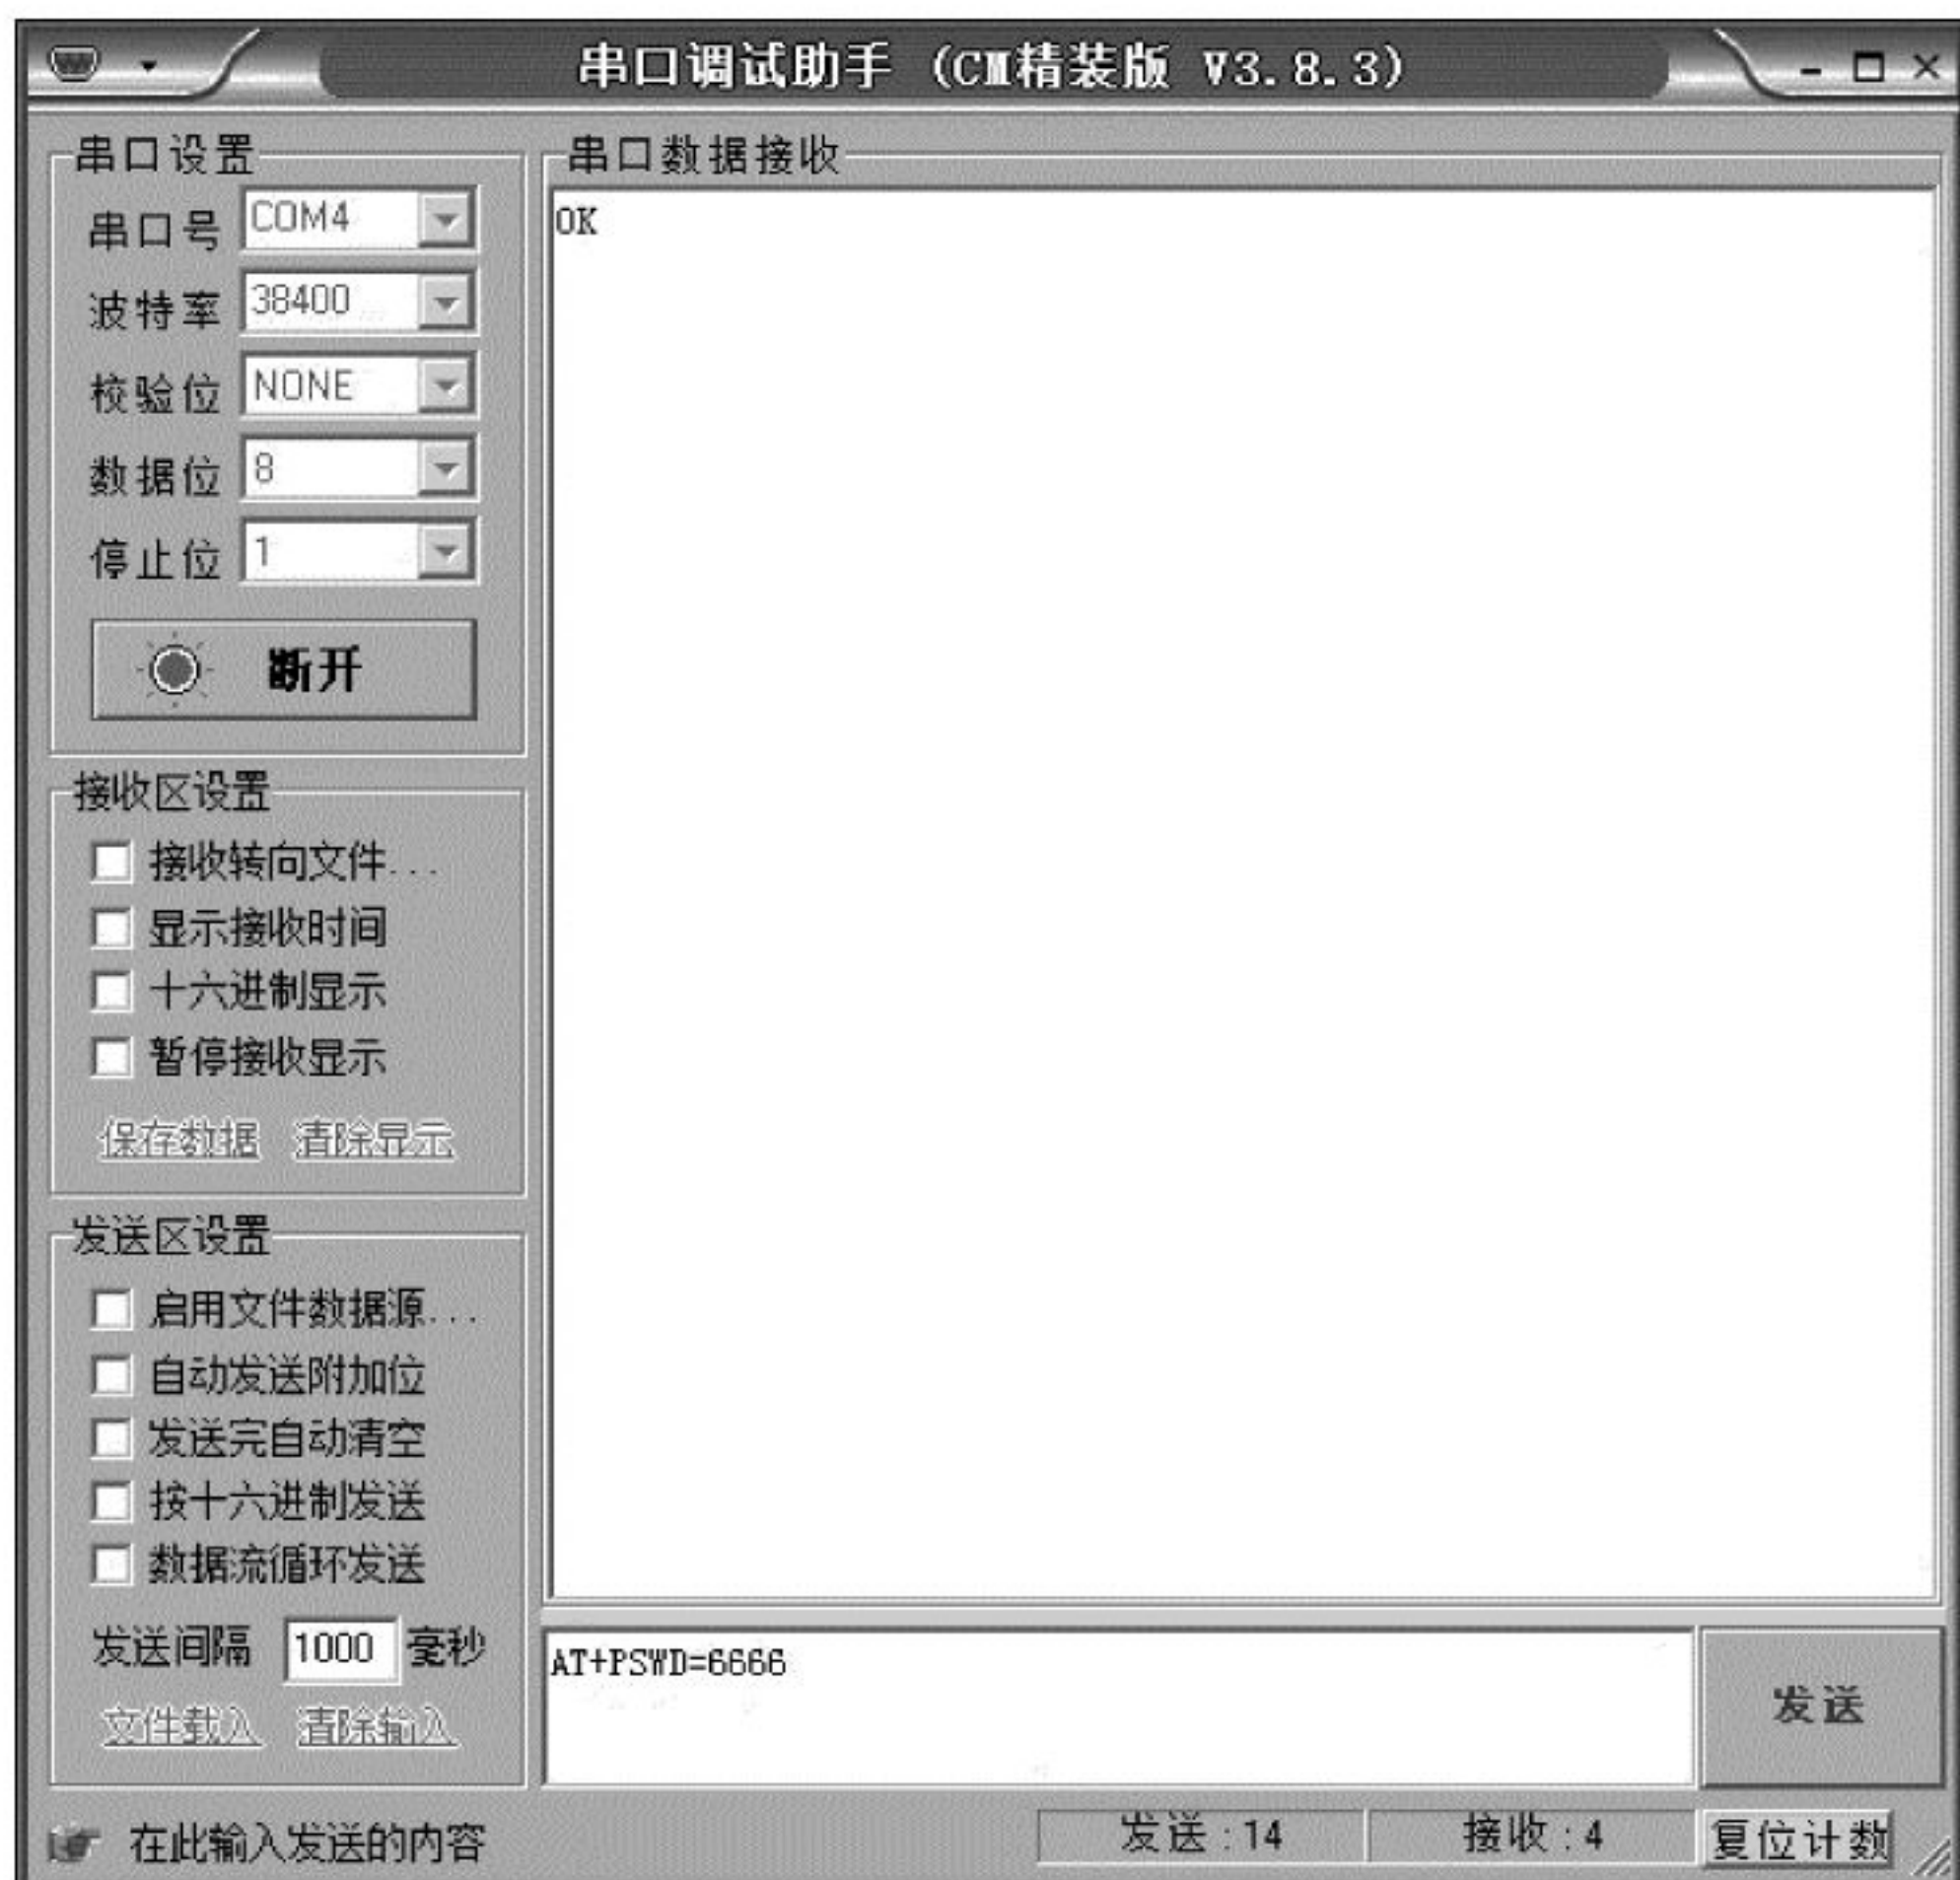 串口调试助手 (CM精装版 V3.8.3)
串口设置
串口号 COM4
波特率 38400
校验位 NONE
数据位 8
停止位 1
断开
接收区设置
接收转向文件...
显示接收时间
十六进制显示
暂停接收显示
保存数据 清除显示
发送区设置
启用文件数据源...
自动发送附加位
发送完自动清空
按十六进制发送
数据流循环发送
发送间隔 1000 毫秒
文件载入 清除输入
串口数据接收
OK
AT+PSWD=6666
发送
在此输入发送的内容
发送:14
接收:4
复位计数